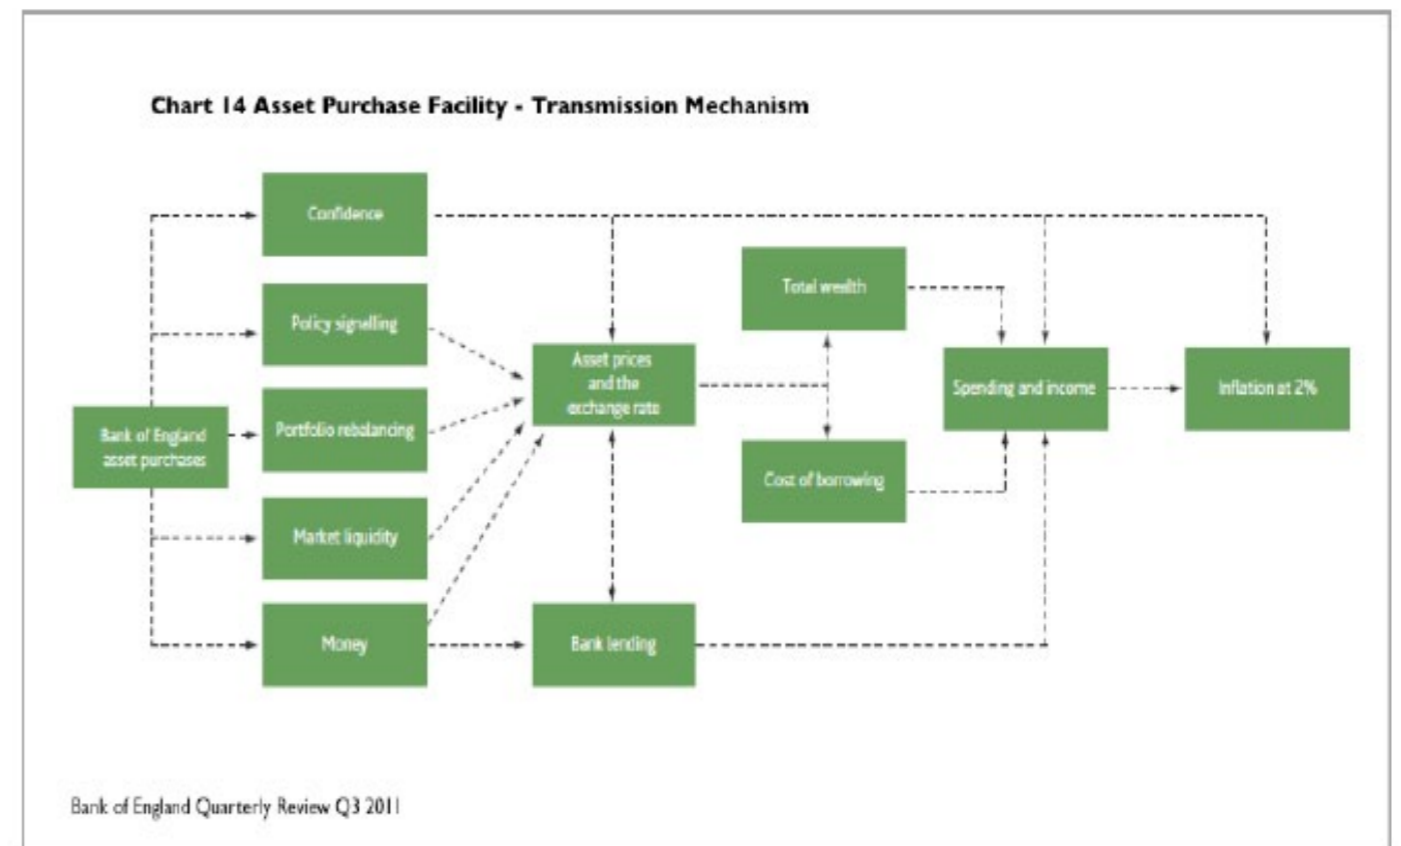 Chart 14 Asset Purchase Facility - Transmission Mechanism
Confidence
Policy signalling
Portfolio rebalancing
Market liquidity
Money
Bank of England
asset purchases
Asset prices
and the
exchange rate
Bank lending
Total wealth
Cost of borrowing
Spending and income
Inflation at 2%
Bank of England Quarterly Review Q3 2011